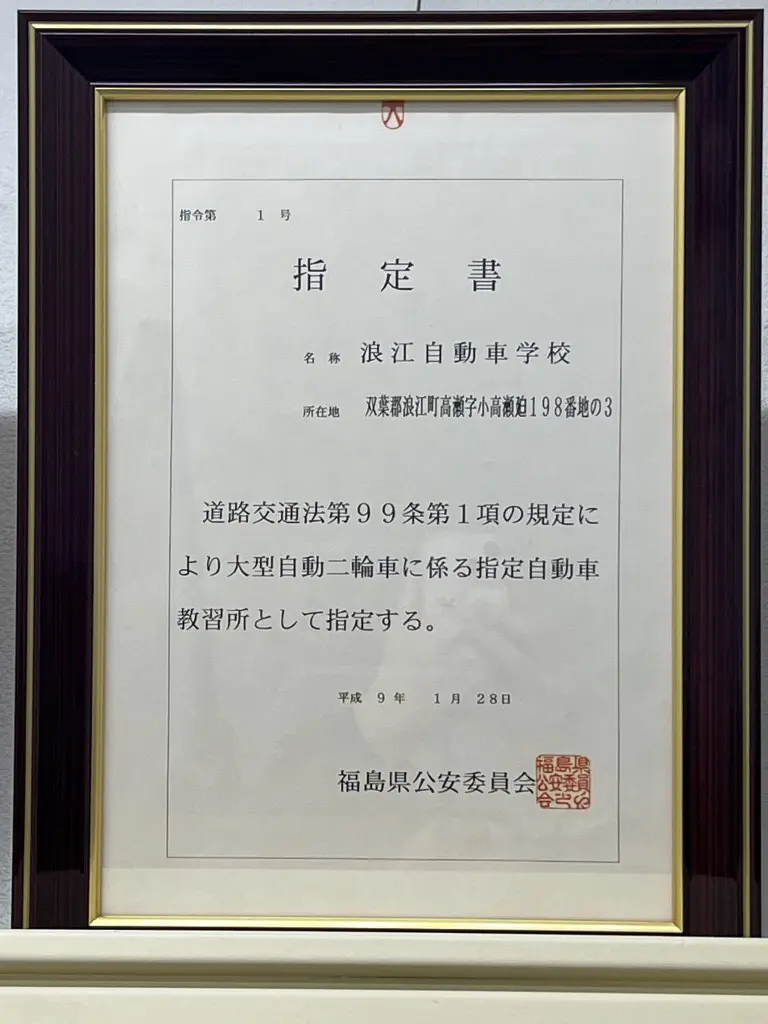 指令第　　１　号
指　定　書
名　称　浪江自動車学校
所在地　双葉郡浪江町高瀬字小高瀬迫１９８番地の３
道路交通法第９９条第１項の規定に
より大型自動二輪車に係る指定自動車
教習所として指定する。
平成　９年　１月　２８日
福島県公安委員会
福島県
公安委員
会之印